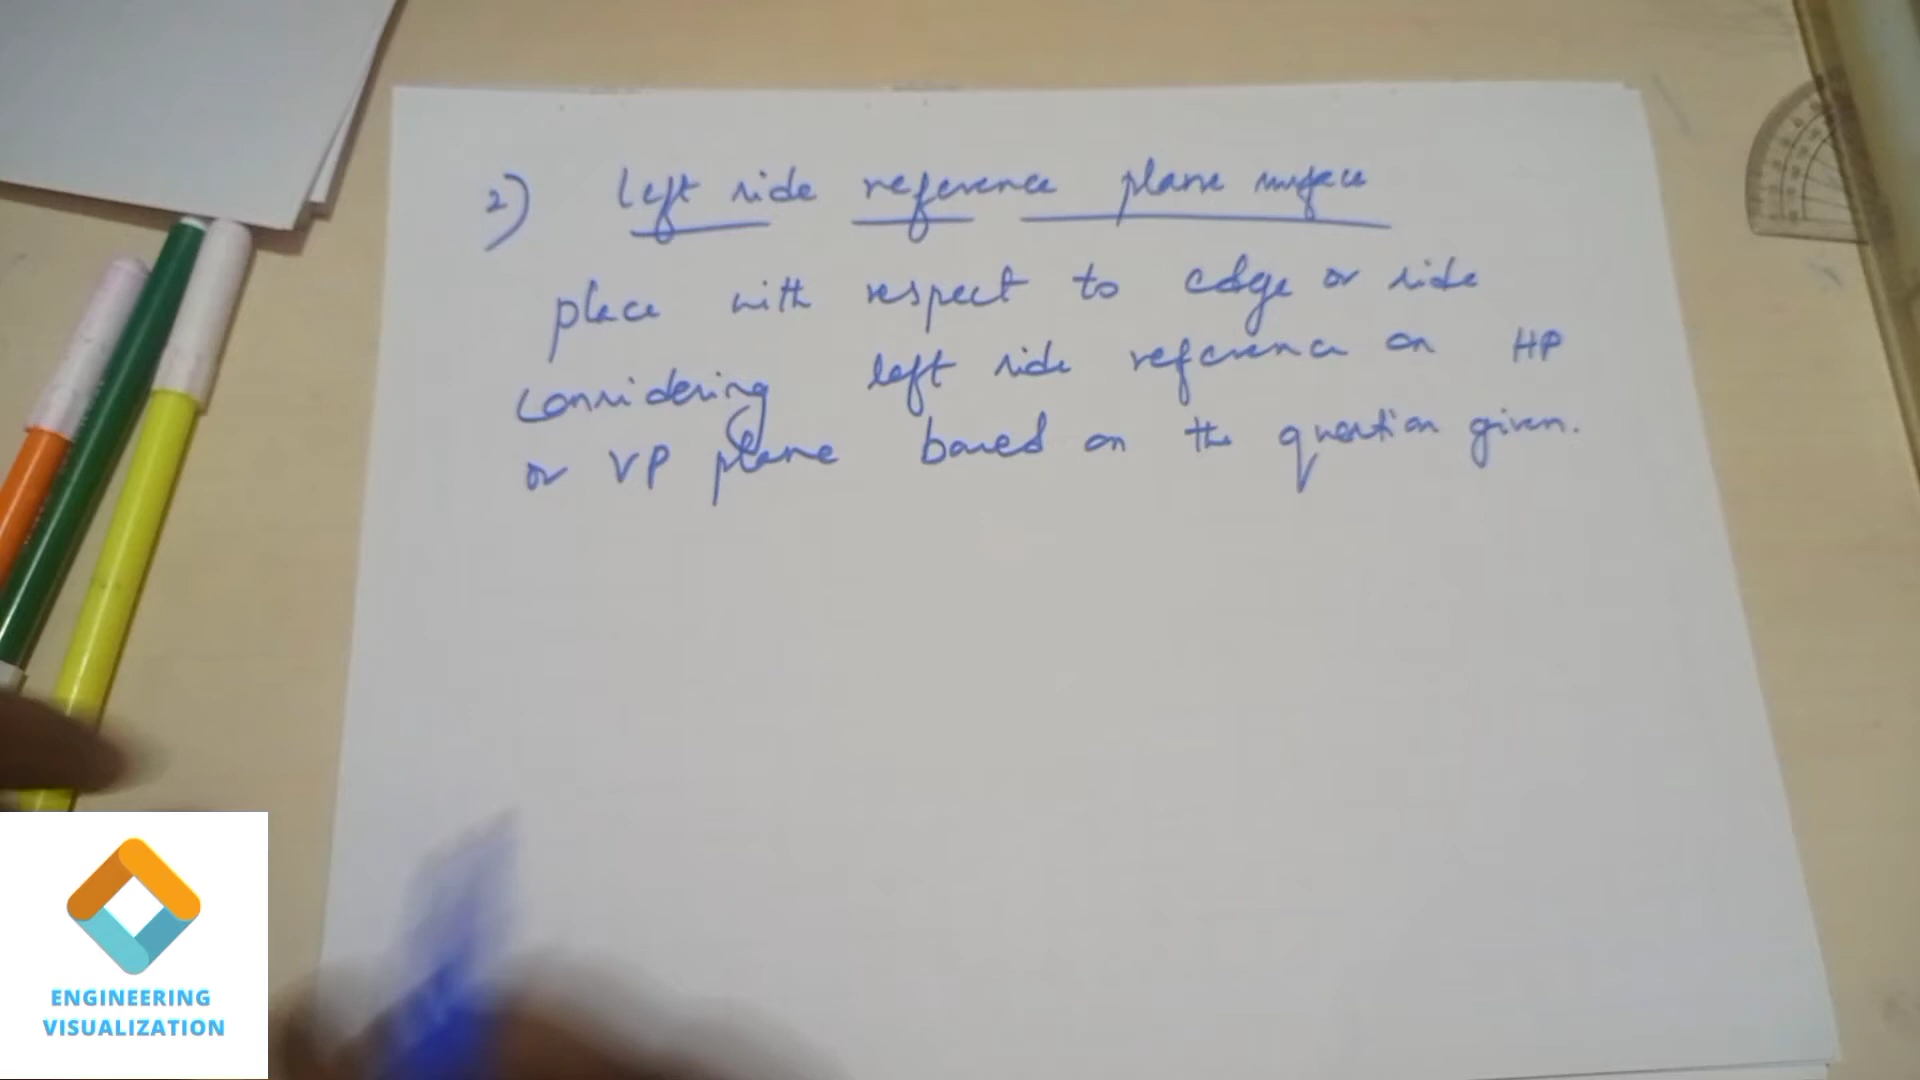 2) left side reference plane surface
place with respect to edge or side
considering left side reference on HP
or VP plane based on the question given.
ENGINEERING
VISUALIZATION